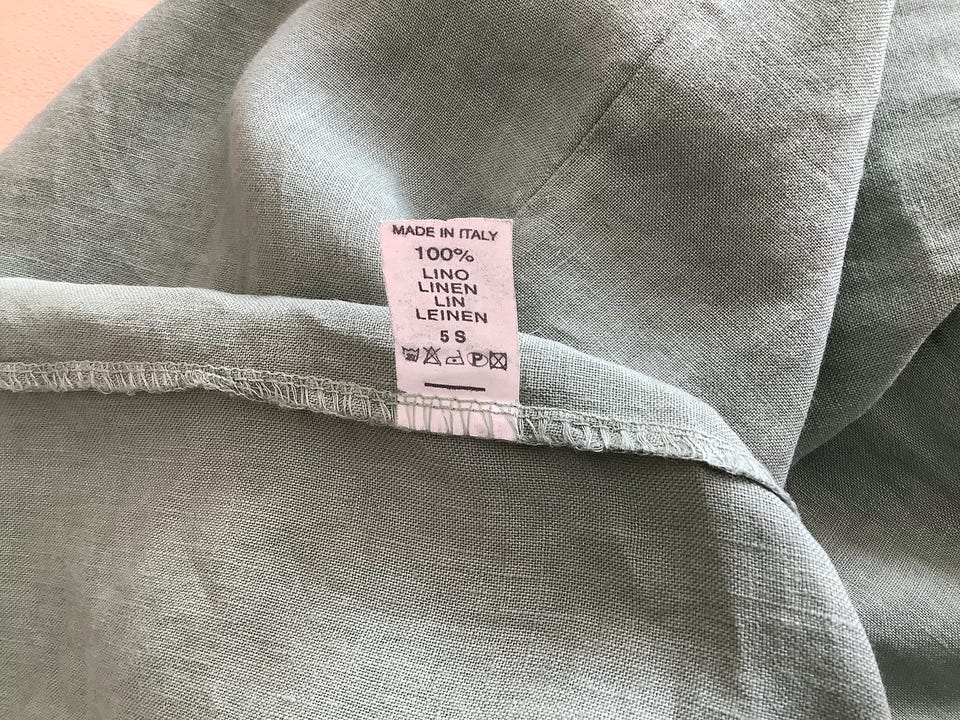 MADE IN ITALY
100%
LINO
LINEN
LIN
LEINEN
5 S
P